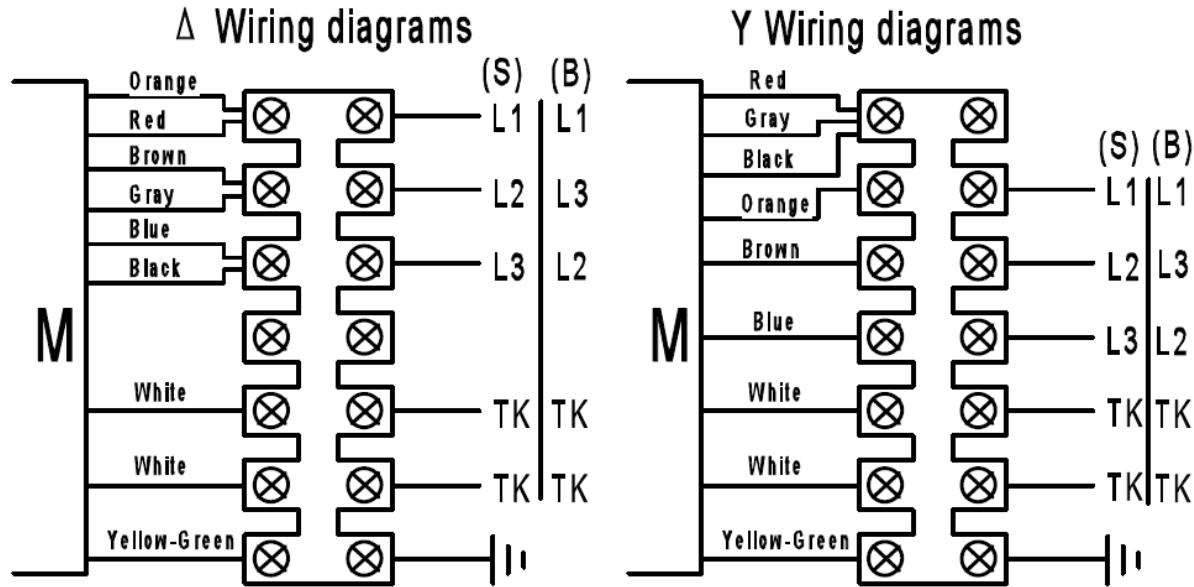 Δ Wiring diagrams
(S) (B)
Orange
L1 L1
Red
Brown
L2 L3
Gray
Blue
L3 L2
Black
M
White
TK TK
White
TK TK
Yellow-Green
Y Wiring diagrams
Red
Gray
(S) (B)
Black
L1 L1
Orange
Brown
L2 L3
Blue
L3 L2
M
White
TK TK
White
TK TK
Yellow-Green